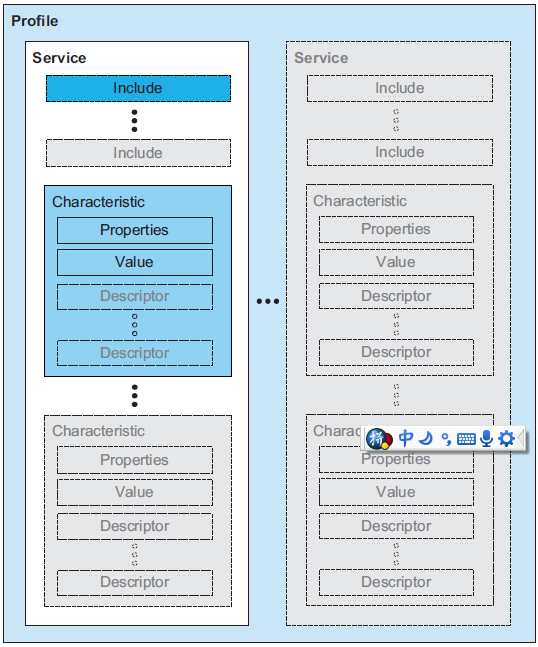 Profile
Service
Include
Include
Characteristic
Properties
Value
Descriptor
Descriptor
Characteristic
Properties
Value
Descriptor
Descriptor
Service
Include
Include
Characteristic
Properties
Value
Descriptor
Descriptor
Charac
中
Properties
Value
Descriptor
Descriptor